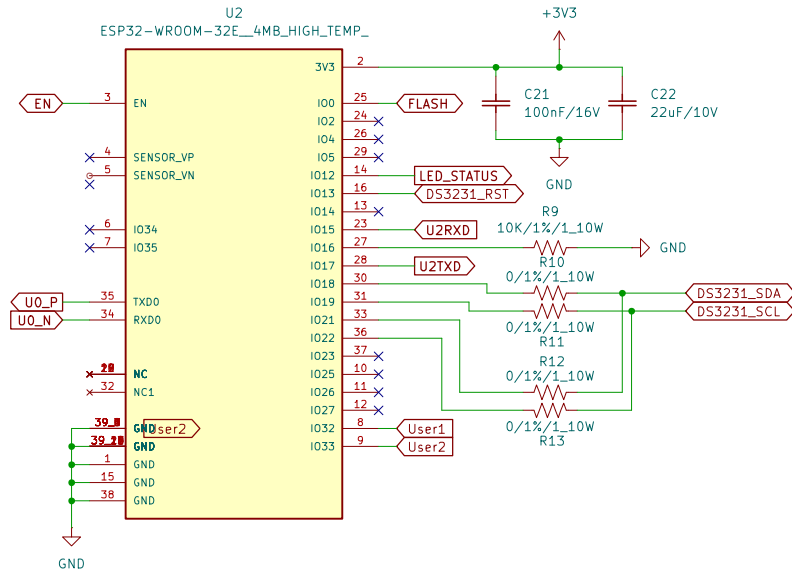 U2
ESP32-WROOM-32E__4MB_HIGH_TEMP_
+3V3
3V3 2
EN 3 EN
IO0 25 FLASH
C21
100nF/16V
C22
22uF/10V
IO2 24
IO4 26
4 SENSOR_VP
IO5 29
5 SENSOR_VN
IO12 14 LED_STATUS
GND
IO13 16 DS3231_RST
IO14 13
R9
10K/1%/1_10W
6 IO34
IO15 23 U2RXD
7 IO35
IO16 27
GND
IO17 28 U2TXD
R10
0/1%/1_10W
IO18 30
DS3231_SDA
U0_P 35 TXD0
IO19 31
DS3231_SCL
U0_N 34 RXD0
IO21 33
0/1%/1_10W
R11
IO22 36
IO23 37
R12
0/1%/1_10W
NC
IO25 10
32 NC1
IO26 11
IO27 12
GND
User2
IO32 8 User1
0/1%/1_10W
R13
GND
IO33 9 User2
1 GND
15 GND
38 GND
GND